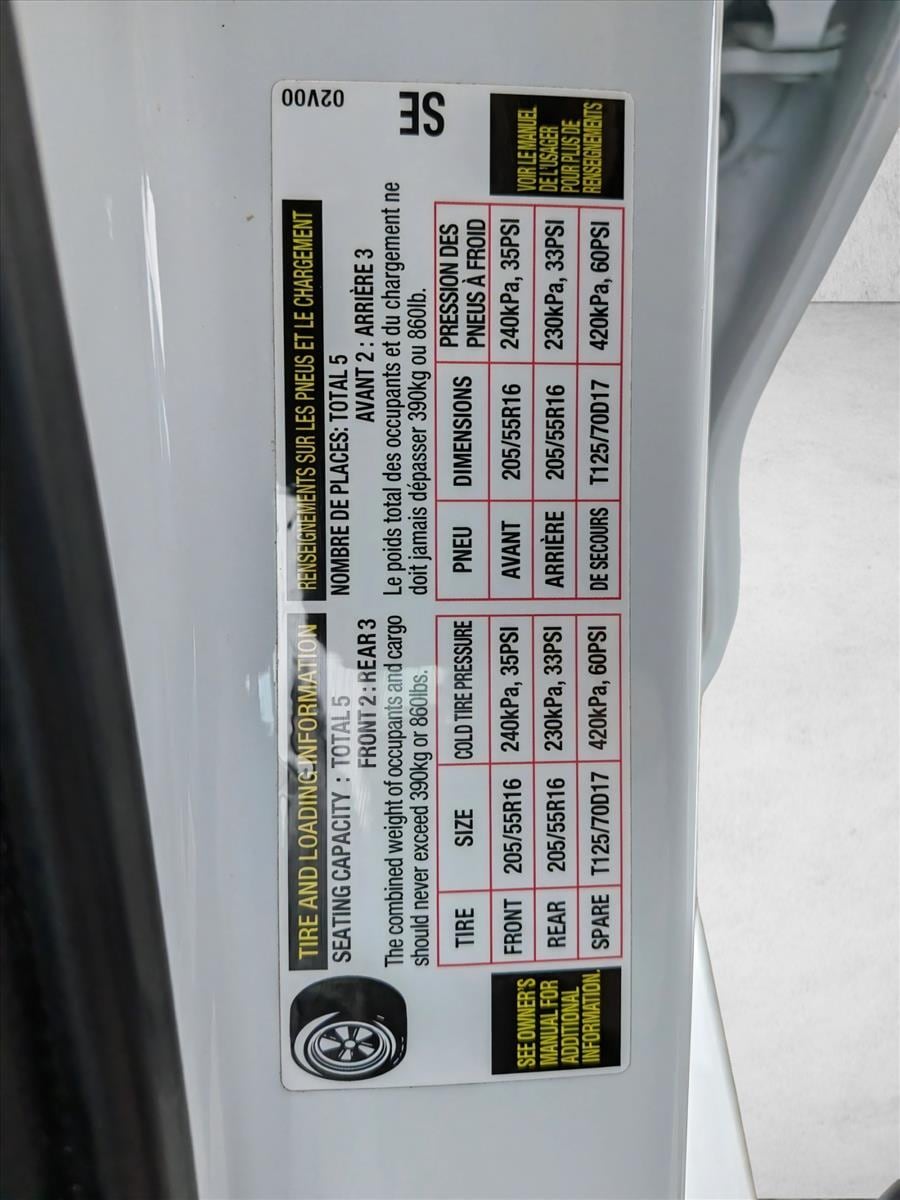 TIRE AND LOADING INFORMATION
SEATING CAPACITY : TOTAL 5
FRONT 2 : REAR 3
The combined weight of occupants and cargo
should never exceed 390kg or 860lbs.
TIRE SIZE COLD TIRE PRESSURE
FRONT 205/55R16 240kPa, 35PSI
REAR 205/55R16 230kPa, 33PSI
SPARE T125/70D17 420kPa, 60PSI
SEE OWNER'S
MANUAL FOR
ADDITIONAL
INFORMATION.
RENSEIGNEMENTS SUR LES PNEUS ET LE CHARGEMENT
NOMBRE DE PLACES: TOTAL 5
AVANT 2 : ARRIÈRE 3
Le poids total des occupants et du chargement ne
doit jamais dépasser 390kg ou 860lb.
PNEU DIMENSIONS PRESSION DES
PNEUS À FROID
AVANT 205/55R16 240kPa, 35PSI
ARRIÈRE 205/55R16 230kPa, 33PSI
DE SECOURS T125/70D17 420kPa, 60PSI
VOIR LE MANUEL
DE L'USAGER
POUR PLUS DE
RENSEIGNEMENTS
02V00
SE